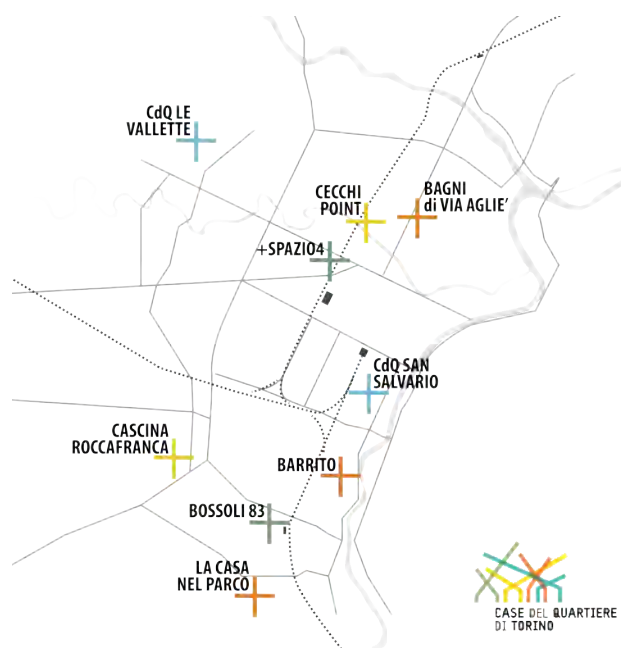 CdQ LE
VALLETTE
CECCHI
POINT
BAGNI
di VIA AGLIE'
+SPAZIO4
CdQ SAN
SALVARIO
CASCINA
ROCCAFRANCA
BARRITO
BOSSOLI 83
LA CASA
NEL PARCO
CASE DEL QUARTIERE
DI TORINO